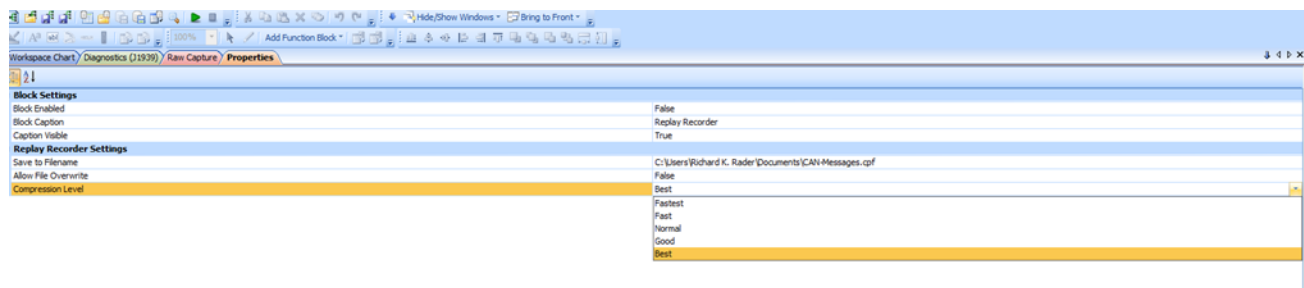 Hide/Show Windows Bring to Front
100% Add Function Block
Workspace Chart Diagnostics (J1939) Raw Capture Properties
Block Settings
Block Enabled False
Block Caption Replay Recorder
Caption Visible True
Replay Recorder Settings
Save to Filename C:\Users\Richard K. Rader\Documents\CAN-Messages.cpf
Allow File Overwrite False
Compression Level Best
Fastest
Fast
Normal
Good
Best